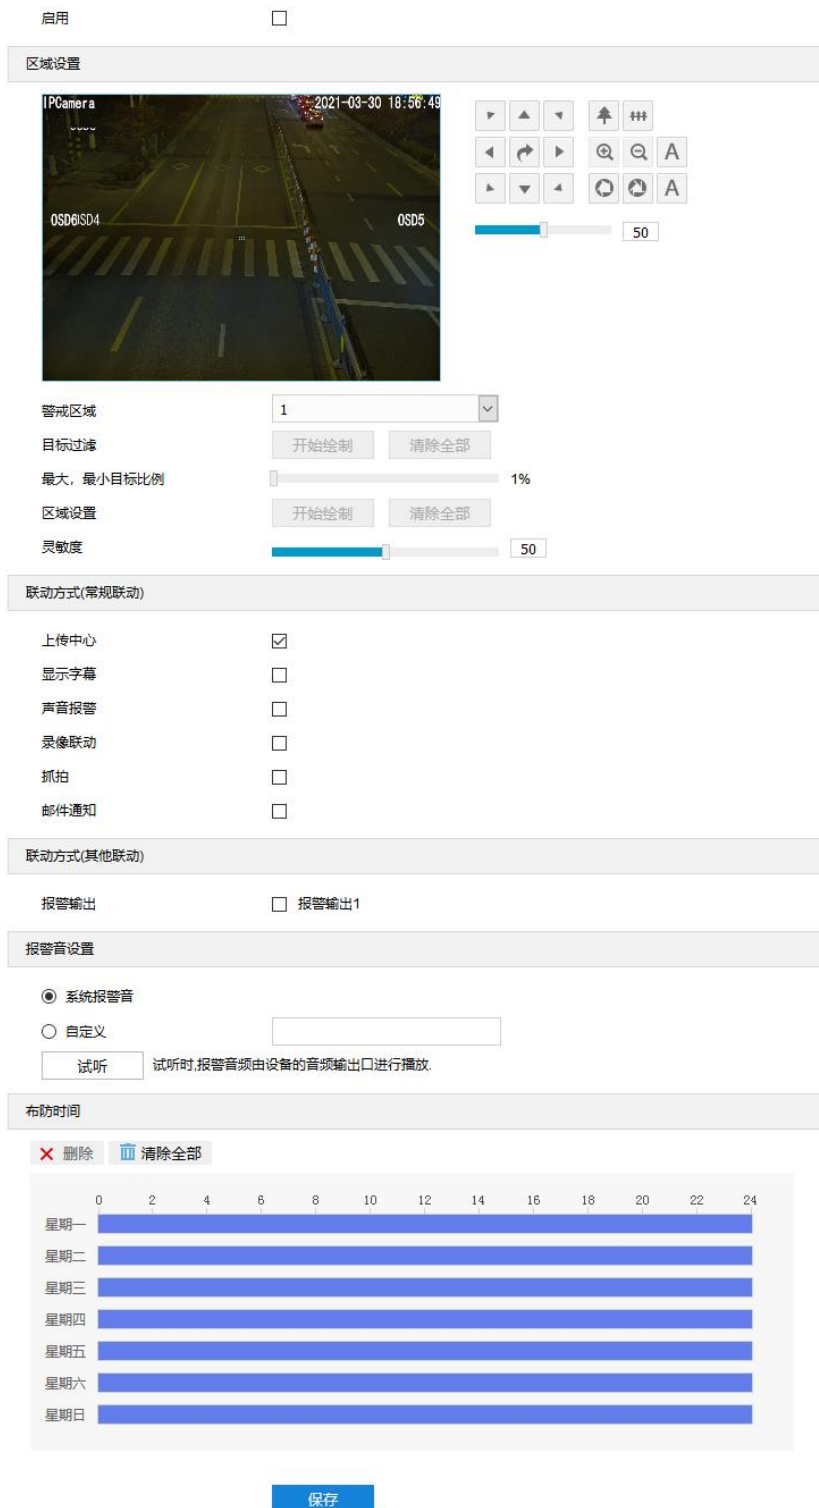 启用
区域设置
IPCamera 2021-03-30 18:56:49
OSD5
警戒区域 1
目标过滤 开始绘制 清除全部
最大，最小目标比例 1%
区域设置 开始绘制 清除全部
灵敏度 50
A
A
50
联动方式(常规联动)
上传中心
显示字幕
声音报警
录像联动
抓拍
邮件通知
联动方式(其他联动)
报警输出 报警输出1
报警音设置
系统报警音
自定义
试听 试听时,报警音频由设备的音频输出口进行播放.
布防时间
删除 清除全部
0 2 4 6 8 10 12 14 16 18 20 22 24
星期一
星期二
星期三
星期四
星期五
星期六
星期日
保存